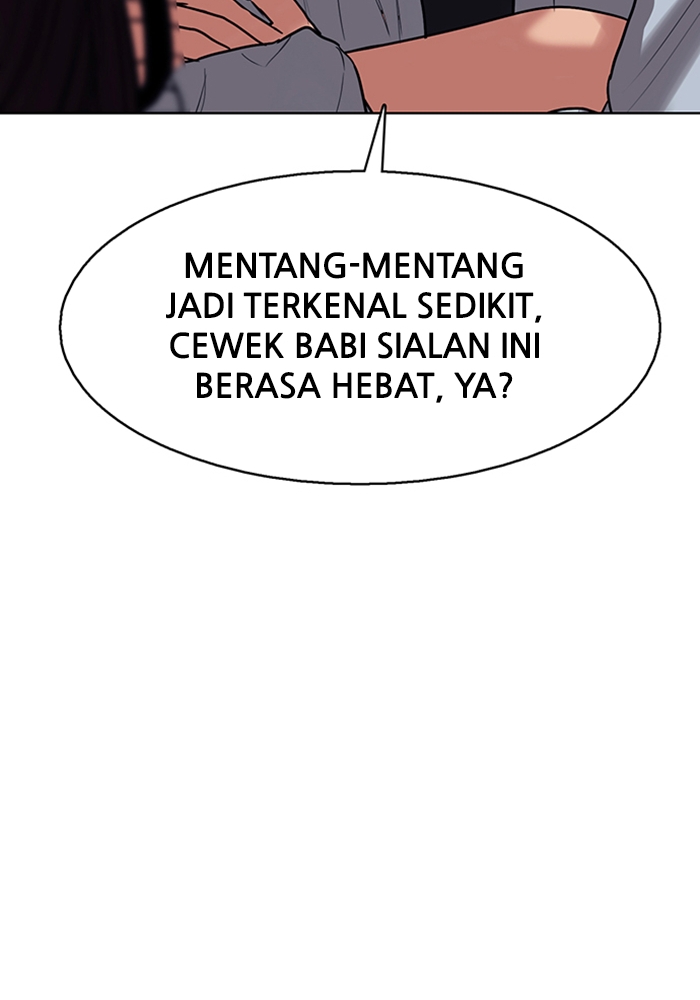 MENTANG-MENTANG
JADI TERKENAL SEDIKIT,
CEWEK BABI SIALAN INI
BERASA HEBAT, YA?